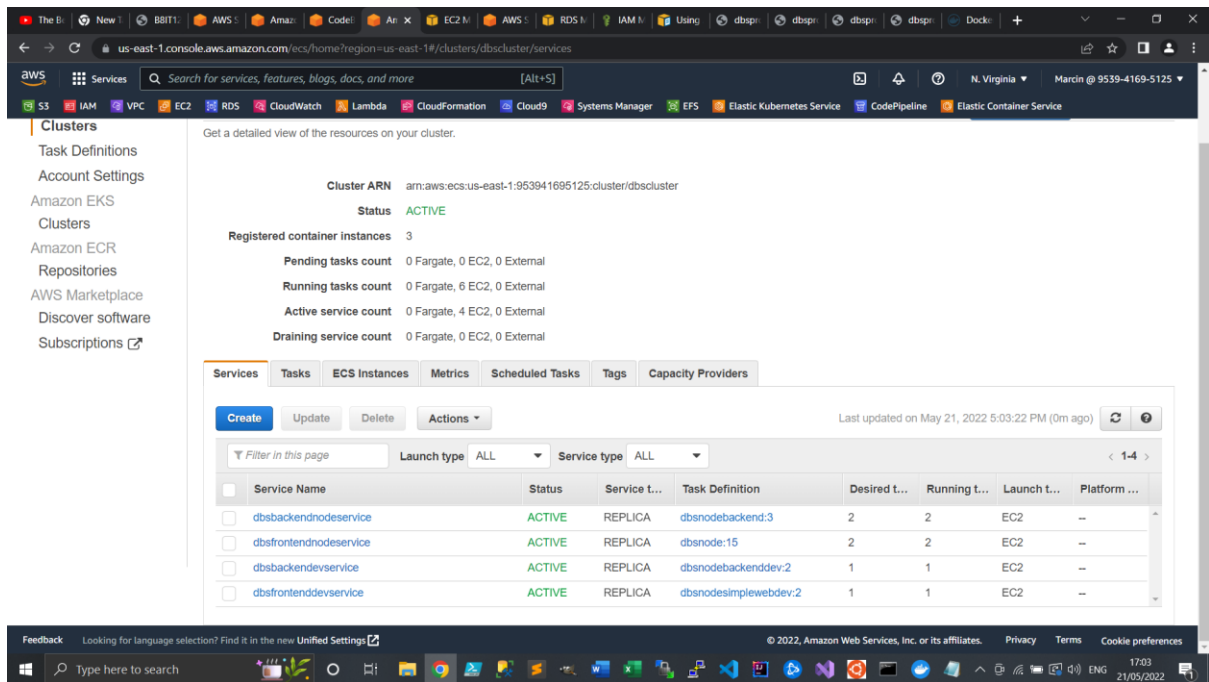 The Bo
New T
BBIT1:
AWS S
Amazo
CodeB
Am
EC2 M
AWS S
RDS M
IAM M
Using
dbspr
dbspr
dbspr
dbspr
Docke
us-east-1.console.aws.amazon.com/ecs/home?region=us-east-1#/clusters/dbscluster/services
aws Services Search for services, features, blogs, docs, and more [Alt+S] N. Virginia Marcin @ 9539-4169-5125
S3 IAM VPC EC2 RDS CloudWatch Lambda CloudFormation Cloud9 Systems Manager EFS Elastic Kubernetes Service CodePipeline Elastic Container Service
Clusters
Task Definitions
Account Settings
Amazon EKS
Clusters
Amazon ECR
Repositories
AWS Marketplace
Discover software
Subscriptions
Get a detailed view of the resources on your cluster.
Cluster ARN arn:aws:ecs:us-east-1:953941695125:cluster/dbscluster
Status ACTIVE
Registered container instances 3
Pending tasks count 0 Fargate, 0 EC2, 0 External
Running tasks count 0 Fargate, 6 EC2, 0 External
Active service count 0 Fargate, 4 EC2, 0 External
Draining service count 0 Fargate, 0 EC2, 0 External
Services Tasks ECS Instances Metrics Scheduled Tasks Tags Capacity Providers
Create Update Delete Actions Last updated on May 21, 2022 5:03:22 PM (0m ago)
Filter in this page Launch type ALL Service type ALL < 1-4 >
Service Name Status Service t... Task Definition Desired t... Running t... Launch t... Platform ...
dbsbackendnodeservice ACTIVE REPLICA dbsnodebackend:3 2 2 EC2 --
dbsfrontendnodeservice ACTIVE REPLICA dbsnode:15 2 2 EC2 --
dbsbackendevservice ACTIVE REPLICA dbsnodebackenddev:2 1 1 EC2 --
dbsfrontenddevservice ACTIVE REPLICA dbsnodesimplewebdev:2 1 1 EC2 --
Feedback Looking for language selection? Find it in the new Unified Settings © 2022, Amazon Web Services, Inc. or its affiliates. Privacy Terms Cookie preferences
Type here to search ENG 17:03
21/05/2022